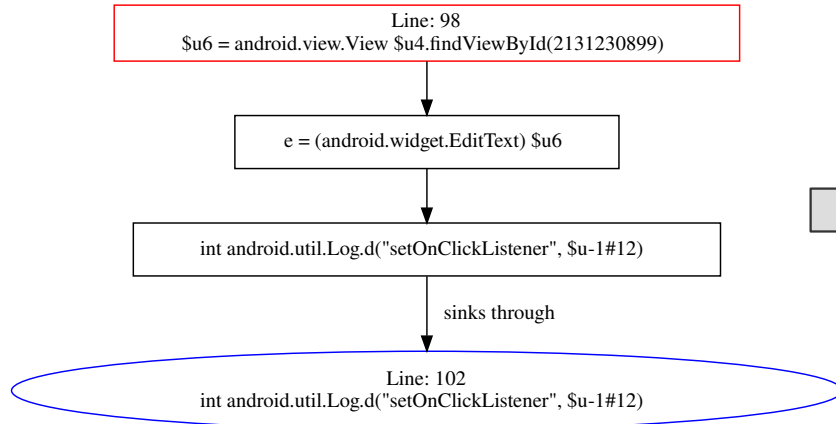 Line: 98
$u6 = android.view.View $u4.findViewById(2131230899)
e = (android.widget.EditText) $u6
int android.util.Log.d("setOnClickListener", $u-1#12)
sinks through
Line: 102
int android.util.Log.d("setOnClickListener", $u-1#12)